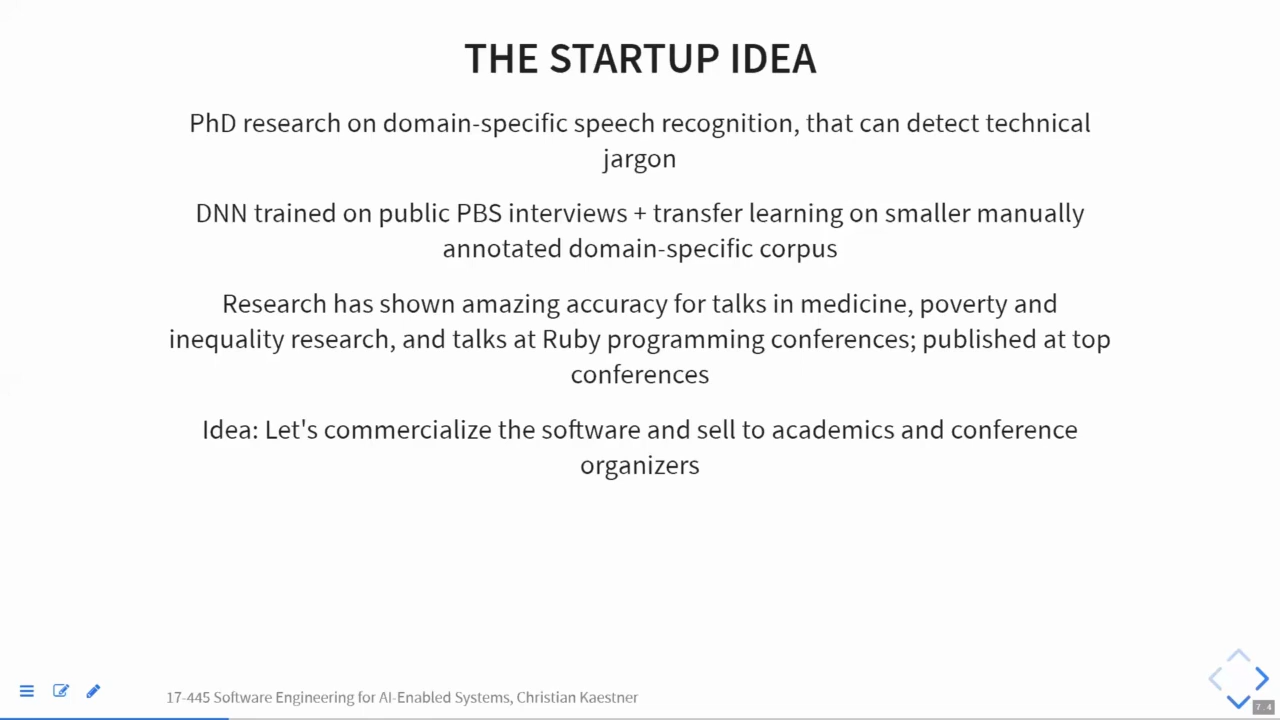 THE STARTUP IDEA
PhD research on domain-specific speech recognition, that can detect technical
jargon
DNN trained on public PBS interviews + transfer learning on smaller manually
annotated domain-specific corpus
Research has shown amazing accuracy for talks in medicine, poverty and
inequality research, and talks at Ruby programming conferences; published at top
conferences
Idea: Let's commercialize the software and sell to academics and conference
organizers
17-445 Software Engineering for AI-Enabled Systems, Christian Kaestner
7.4